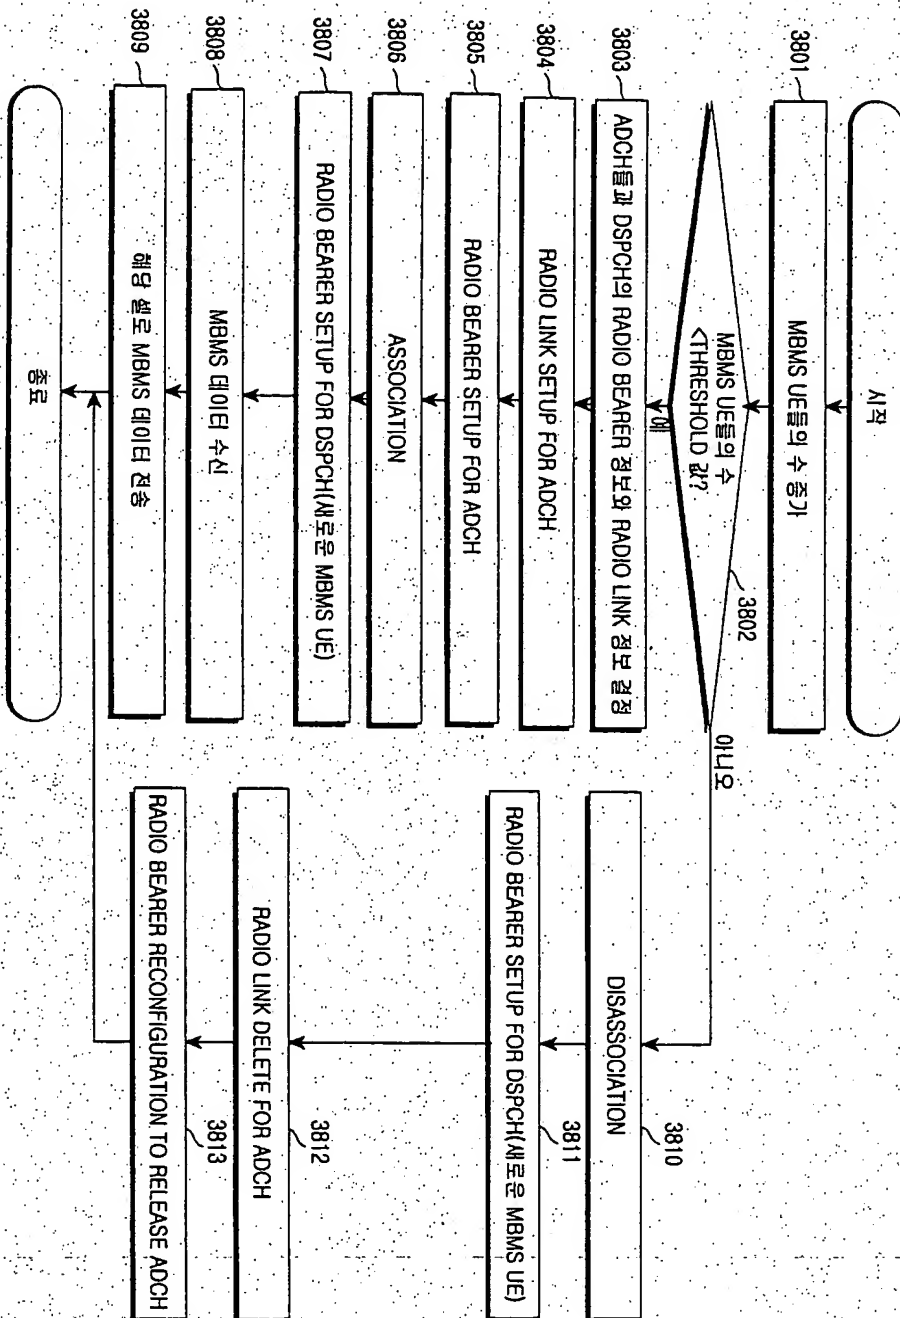 시작
3801
MBMS UE들의 수 증가
3802
MBMS UE들의 수
<THRESHOLD 값?
예
아니요
3803
ADCH들과 DSPCH의 RADIO BEARER 정보와 RADIO LINK 정보 결정
3804
RADIO LINK SETUP FOR ADCH
3805
RADIO BEARER SETUP FOR ADCH
3806
ASSOCIATION
3807
RADIO BEARER SETUP FOR DSPCH(새로운 MBMS UE)
3808
MBMS 데이터 수신
3809
해당 셀로 MBMS 데이터 전송
종료
3810
DISASSOCIATION
3811
RADIO BEARER SETUP FOR DSPCH(새로운 MBMS UE)
3812
RADIO LINK DELETE FOR ADCH
3813
RADIO BEARER RECONFIGURATION TO RELEASE ADCH